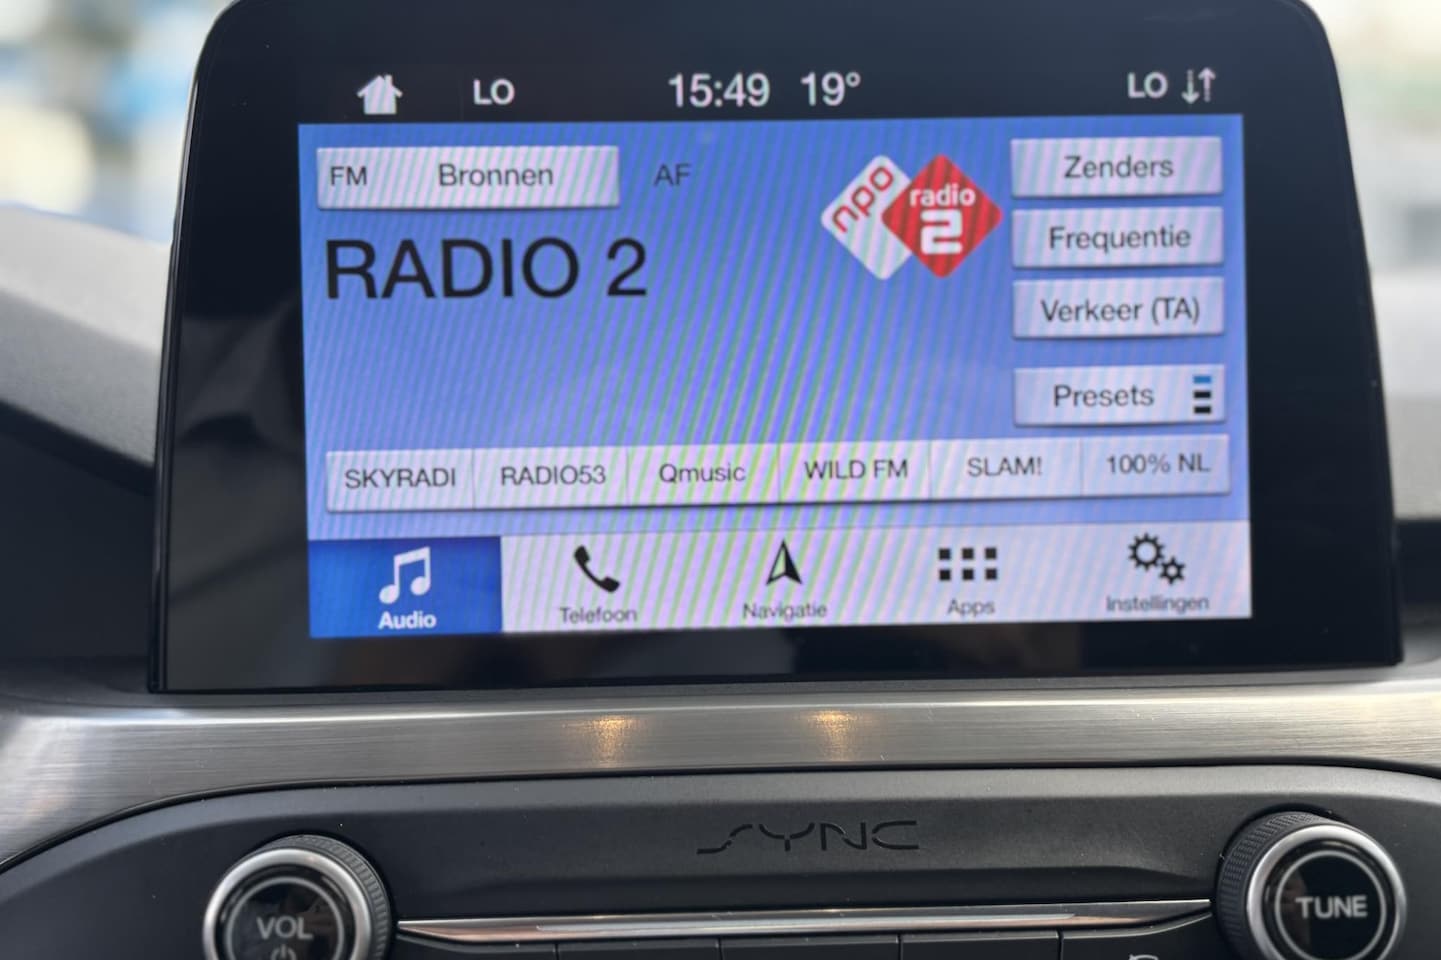 LO 15:49 19° LO
FM Bronnen AF
npo radio 2
RADIO 2
Zenders
Frequentie
Verkeer (TA)
Presets
SKYRADI RADIO53 Qmusic WILD FM SLAM! 100% NL
Audio Telefoon Navigatie Apps Instellingen
SYNC
VOL TUNE